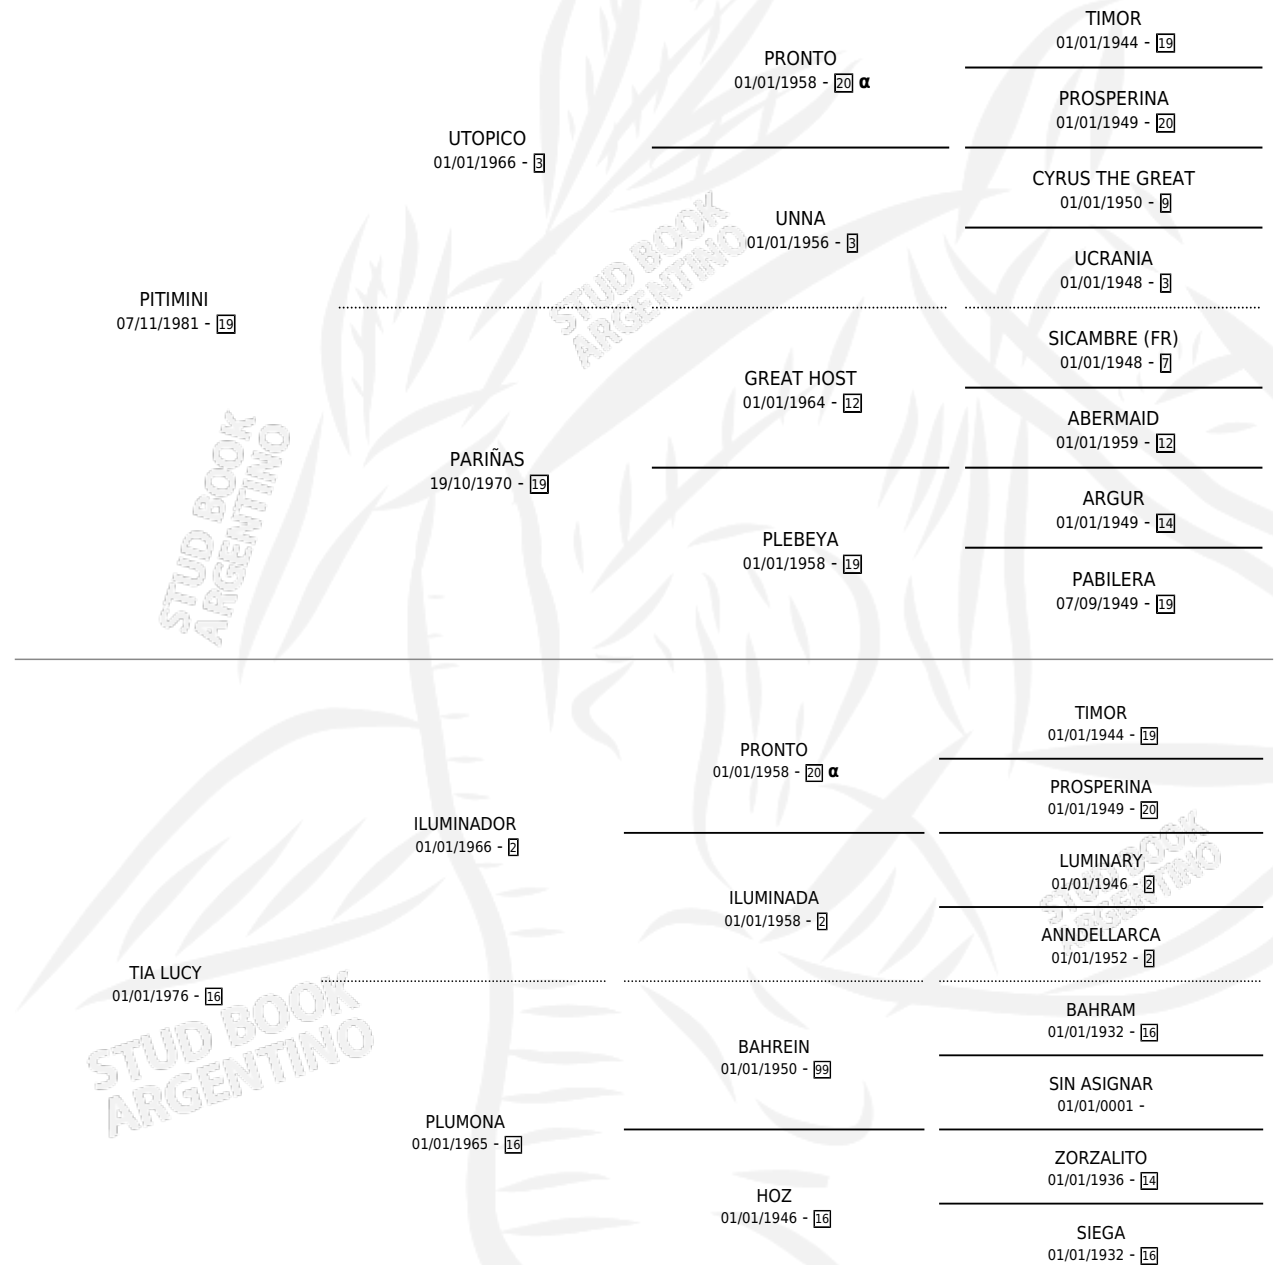 TIMOR
01/01/1944 - 19
PRONTO
01/01/1958 - 20 α
PROSPERINA
01/01/1949 - 20
UTOPICO
01/01/1966 - 3
CYRUS THE GREAT
01/01/1950 - 9
UNNA
01/01/1956 - 3
UCRANIA
01/01/1948 - 3
PITIMINI
07/11/1981 - 19
SICAMBRE (FR)
01/01/1948 - 7
GREAT HOST
01/01/1964 - 12
ABERMAID
01/01/1959 - 12
PARIÑAS
19/10/1970 - 19
ARGUR
01/01/1949 - 14
PLEBEYA
01/01/1958 - 19
PABILERA
07/09/1949 - 19
STUD BOOK
ARGENTINO
STUD BOOK
ARGENTINO
TIMOR
01/01/1944 - 19
PRONTO
01/01/1958 - 20 α
PROSPERINA
01/01/1949 - 20
ILUMINADOR
01/01/1966 - 2
LUMINARY
01/01/1946 - 2
ILUMINADA
01/01/1958 - 2
ANNDELLARCA
01/01/1952 - 2
TIA LUCY
01/01/1976 - 16
BAHRAM
01/01/1932 - 16
BAHREIN
01/01/1950 - 99
SIN ASIGNAR
01/01/0001 -
PLUMONA
01/01/1965 - 16
ZORZALITO
01/01/1936 - 14
HOZ
01/01/1946 - 16
SIEGA
01/01/1932 - 16
STUD BOOK
ARGENTINO
STUD BOOK
ARGENTINO